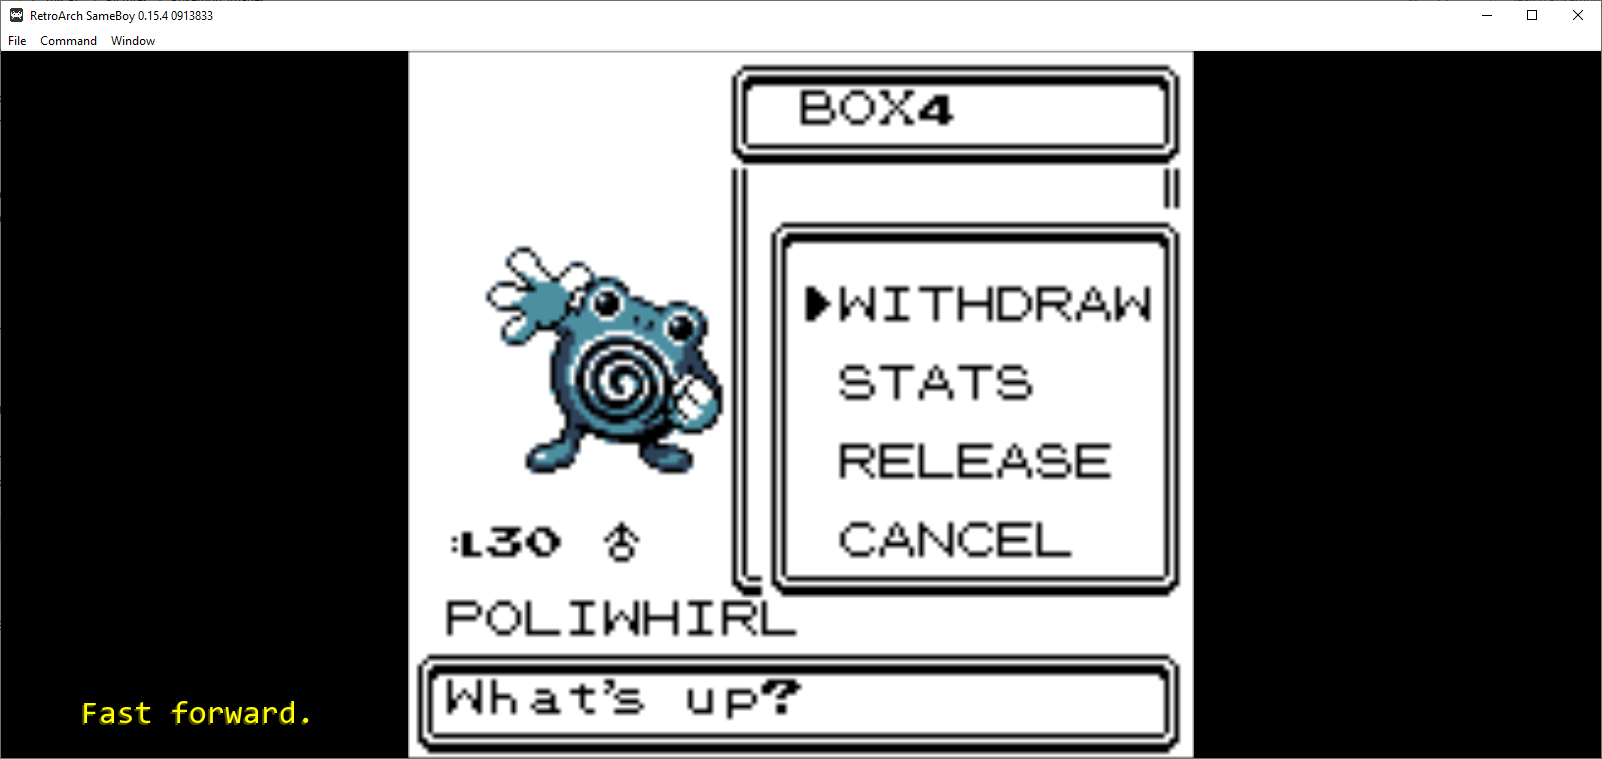 RetroArch SameBoy 0.15.4 0913833
File Command Window
BOX4
▶WITHDRAW
STATS
RELEASE
CANCEL
:L30 ♂
POLIWHIRL
What's up?
Fast forward.